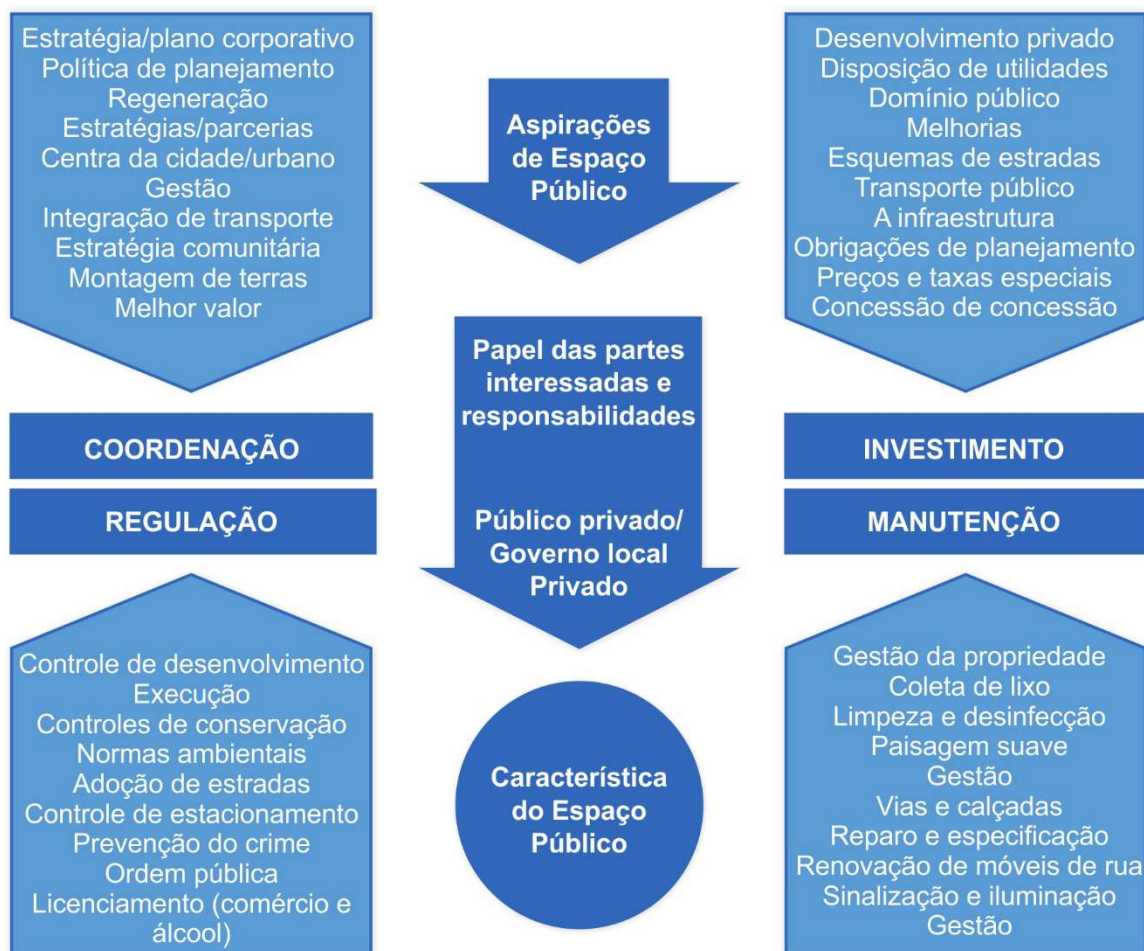 Estratégia/plano corporativo
Política de planejamento
Regeneração
Estratégias/parcerias
Centra da cidade/urbano
Gestão
Integração de transporte
Estratégia comunitária
Montagem de terras
Melhor valor
COORDENAÇÃO
REGULAÇÃO
Controle de desenvolvimento
Execução
Controles de conservação
Normas ambientais
Adoção de estradas
Controle de estacionamento
Prevenção do crime
Ordem pública
Licenciamento (comércio e
álcool)
Aspirações
de Espaço
Público
Papel das partes
interessadas e
responsabilidades
Público privado/
Governo local
Privado
Característica
do Espaço
Público
Desenvolvimento privado
Disposição de utilidades
Domínio público
Melhorias
Esquemas de estradas
Transporte público
A infraestrutura
Obrigações de planejamento
Preços e taxas especiais
Concessão de concessão
INVESTIMENTO
MANUTENÇÃO
Gestão da propriedade
Coleta de lixo
Limpeza e desinfecção
Paisagem suave
Gestão
Vias e calçadas
Reparo e especificação
Renovação de móveis de rua
Sinalização e iluminação
Gestão